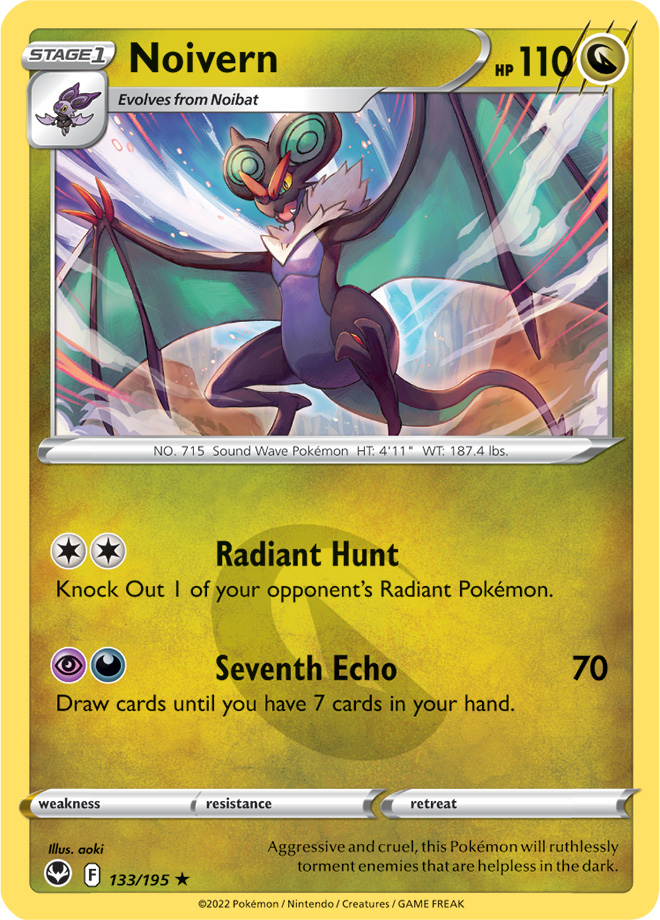 STAGE 1
Noivern
HP 110
Evolves from Noibat
NO. 715 Sound Wave Pokémon HT: 4'11" WT: 187.4 lbs.
Radiant Hunt
Knock Out 1 of your opponent's Radiant Pokémon.
Seventh Echo 70
Draw cards until you have 7 cards in your hand.
weakness resistance retreat
Illus. aoki
Aggressive and cruel, this Pokémon will ruthlessly
torment enemies that are helpless in the dark.
F 133/195 ★
©2022 Pokémon / Nintendo / Creatures / GAME FREAK